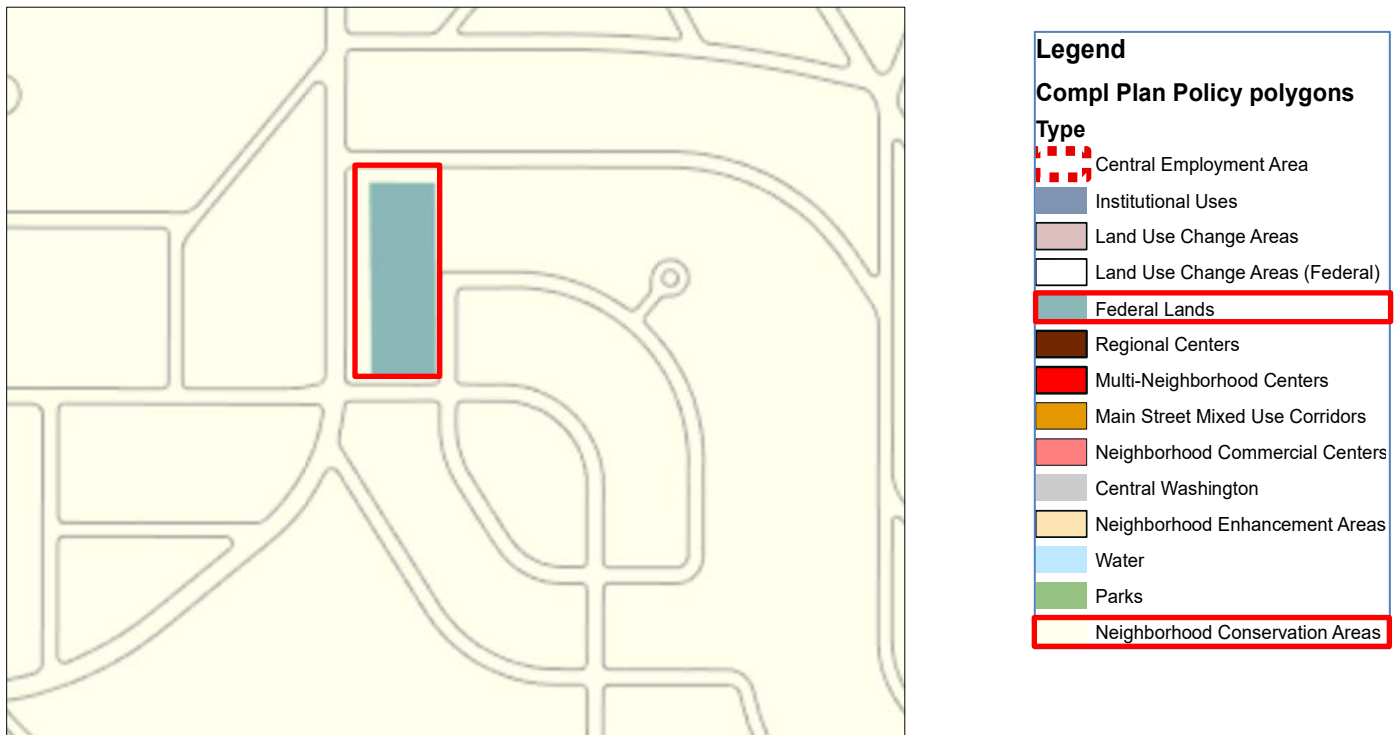 Legend
Compl Plan Policy polygons
Type
Central Employment Area
Institutional Uses
Land Use Change Areas
Land Use Change Areas (Federal)
Federal Lands
Regional Centers
Multi-Neighborhood Centers
Main Street Mixed Use Corridors
Neighborhood Commercial Centers
Central Washington
Neighborhood Enhancement Areas
Water
Parks
Neighborhood Conservation Areas